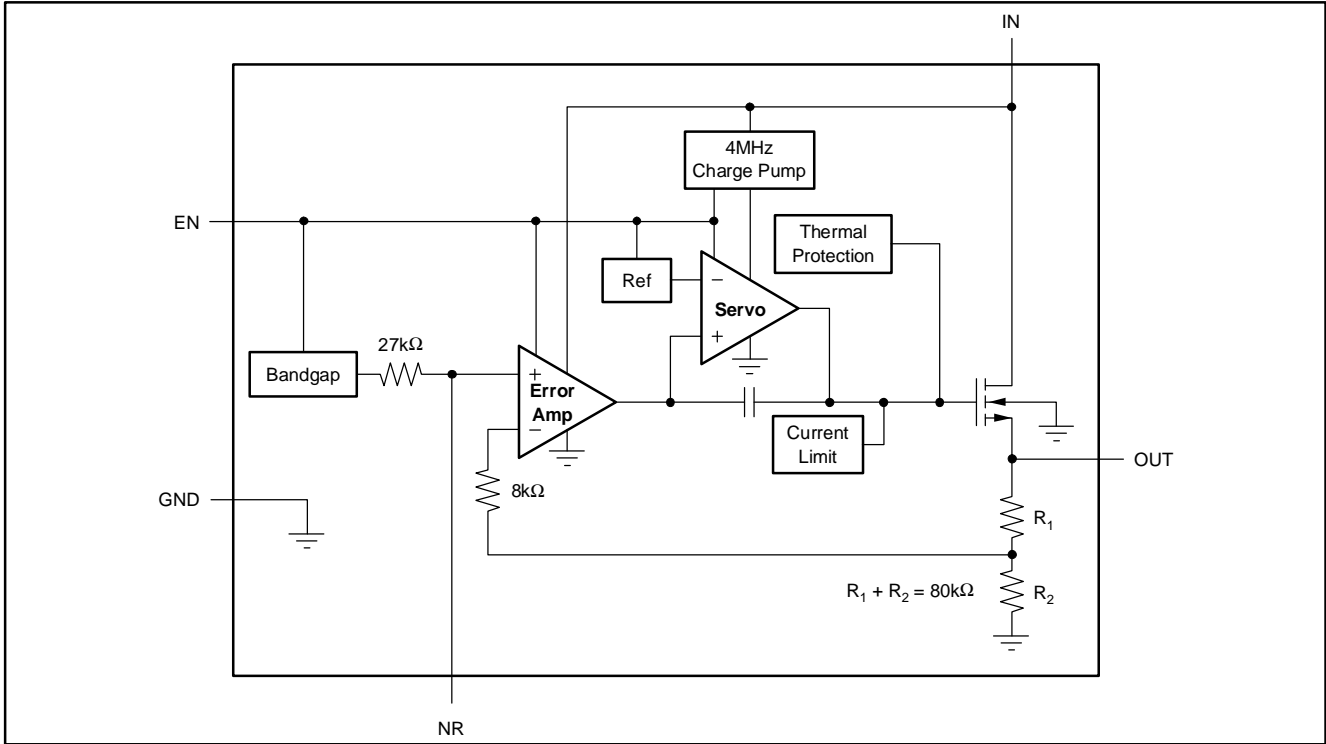 IN
4MHz
Charge Pump
EN
Thermal
Protection
Ref
−
Servo
+
27kΩ
Bandgap
+
Error
Amp
−
Current
Limit
OUT
GND
8kΩ
R1
R1 + R2 = 80kΩ
R2
NR